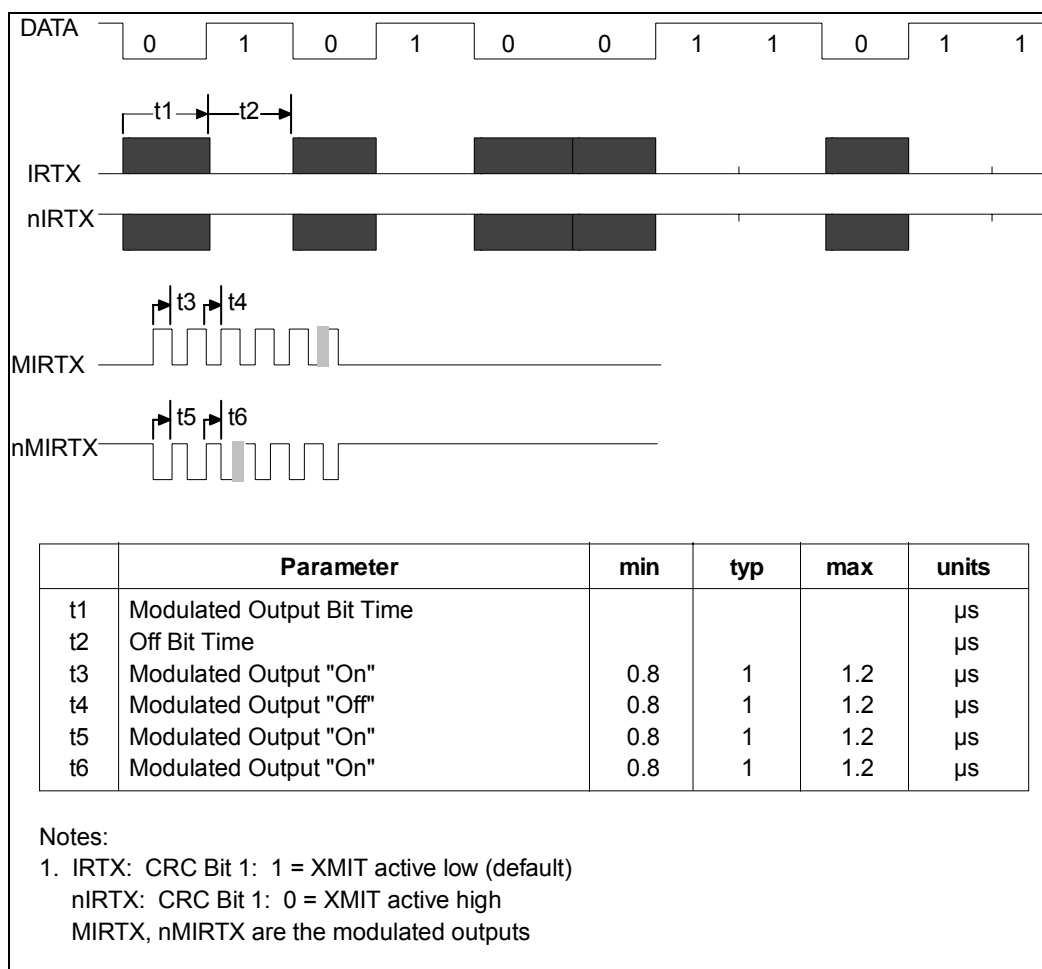 DATA 0 1 0 1 0 0 1 1 0 1 1
t1 t2
IRTX
nIRTX
t3 t4
MIRTX
t5 t6
nMIRTX
Parameter min typ max units
t1 Modulated Output Bit Time µs
t2 Off Bit Time µs
t3 Modulated Output "On" 0.8 1 1.2 µs
t4 Modulated Output "Off" 0.8 1 1.2 µs
t5 Modulated Output "On" 0.8 1 1.2 µs
t6 Modulated Output "On" 0.8 1 1.2 µs
Notes:
1. IRTX: CRC Bit 1: 1 = XMIT active low (default)
nIRTX: CRC Bit 1: 0 = XMIT active high
MIRTX, nMIRTX are the modulated outputs